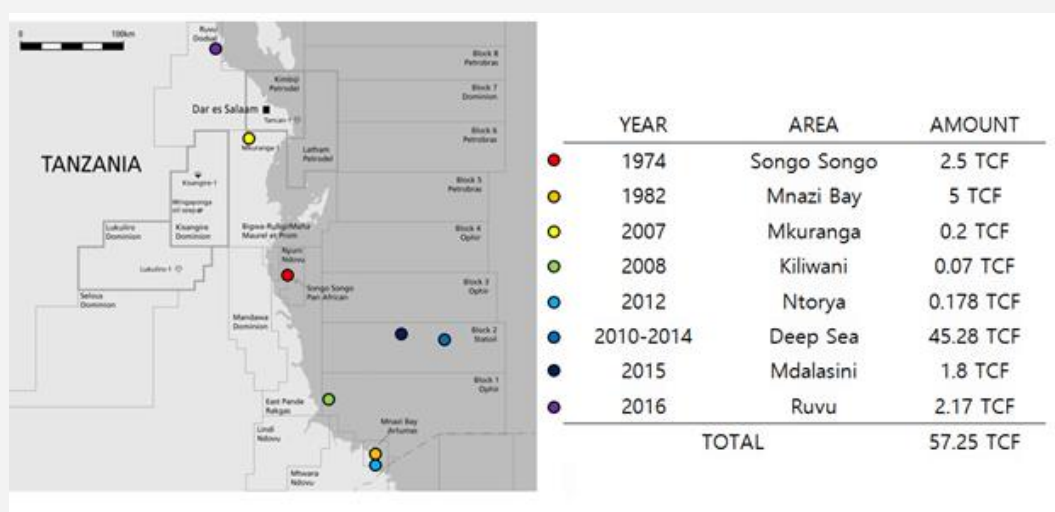 0 100km
Ruvu
Dodsal
Block 8
Petrobras
Kimbiji
Petrodel
Block 7
Dominion
Dar es Salaam
Tancan-1
Mkuranga 1
Block 6
Petrobras
Latham
Petrodel
TANZANIA
Kisangire-1
Block 5
Petrobras
Wingayongo
oil seep
Lukuliro
Dominion
Kisangire
Dominion
Bigwa-Rufiji/Mafia
Maurel et Prom
Block 4
Ophir
Nyuni
Ndovu
Lukuliro-1
Songo Songo
Pan African
Block 3
Ophir
Selous
Dominion
Mandawa
Dominion
Block 2
Statoil
Block 1
Ophir
East Pande
Rakgas
Mnazi Bay
Artumas
Lindi
Ndovu
Mtwara
Ndovu
YEAR AREA AMOUNT
1974 Songo Songo 2.5 TCF
1982 Mnazi Bay 5 TCF
2007 Mkuranga 0.2 TCF
2008 Kiliwani 0.07 TCF
2012 Ntorya 0.178 TCF
2010-2014 Deep Sea 45.28 TCF
2015 Mdalasini 1.8 TCF
2016 Ruvu 2.17 TCF
TOTAL 57.25 TCF